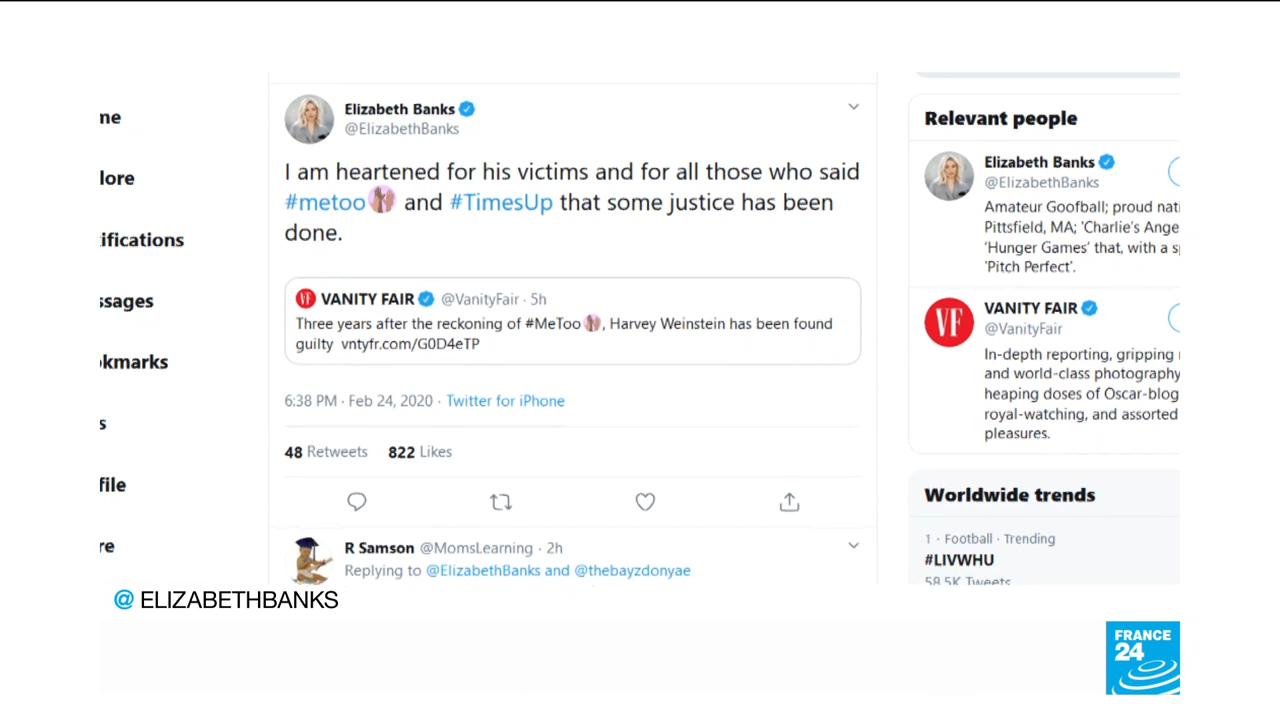 ne
lore
ifications
ssages
kmarks
s
file
re
Elizabeth Banks
@ElizabethBanks
I am heartened for his victims and for all those who said
#metoo and #TimesUp that some justice has been
done.
VF VANITY FAIR @VanityFair · 5h
Three years after the reckoning of #MeToo, Harvey Weinstein has been found
guilty vntyfr.com/G0D4eTP
6:38 PM · Feb 24, 2020 · Twitter for iPhone
48 Retweets 822 Likes
R Samson @MomsLearning · 2h
Replying to @ElizabethBanks and @thebayzdonyae
Relevant people
Elizabeth Banks
@ElizabethBanks
Amateur Goofball; proud nati
Pittsfield, MA; 'Charlie's Ange
'Hunger Games' that, with a sp
'Pitch Perfect'.
VF
VANITY FAIR
@VanityFair
In-depth reporting, gripping
and world-class photography
heaping doses of Oscar-blog
royal-watching, and assorted
pleasures.
Worldwide trends
1 · Football · Trending
#LIVWHU
58.5K Tweets
@ ELIZABETHBANKS
FRANCE
24